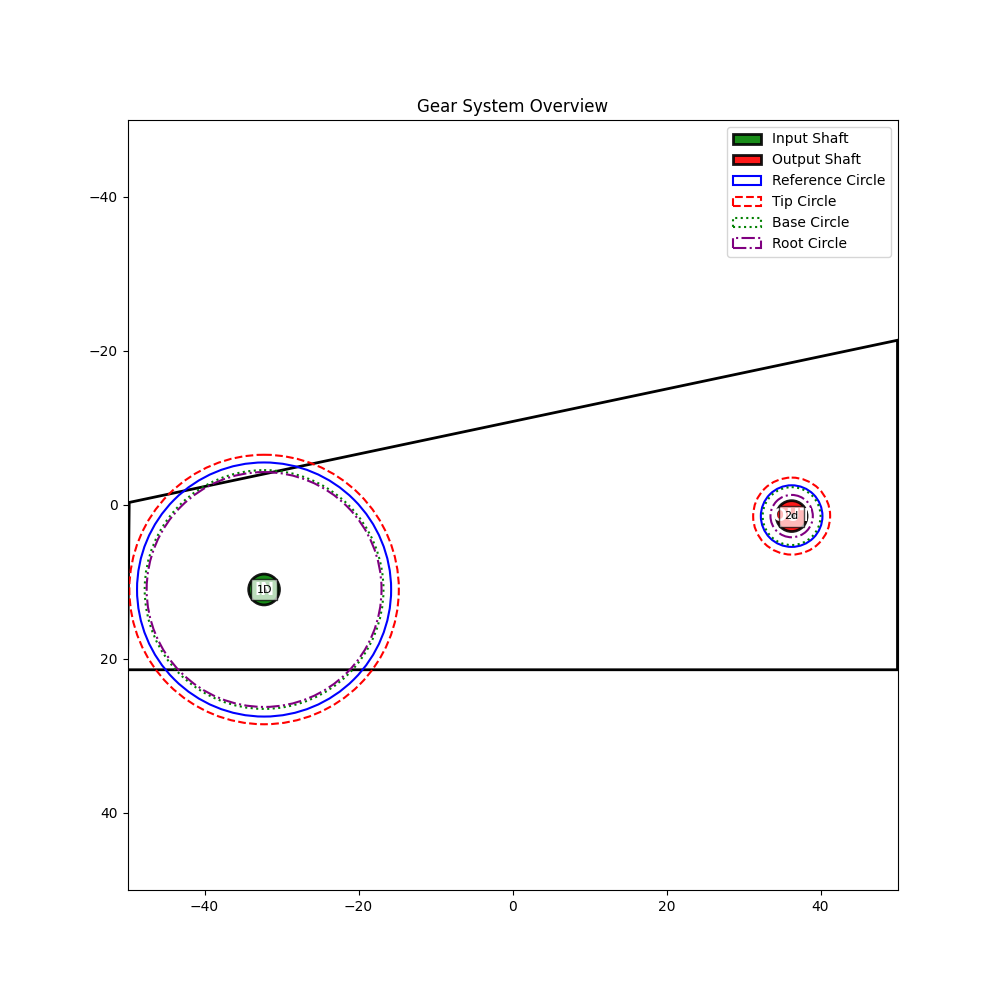 Gear System Overview
Input Shaft
Output Shaft
Reference Circle
Tip Circle
Base Circle
Root Circle
−40
−20
0
20
40
1D
2d
−40
−20
0
20
40